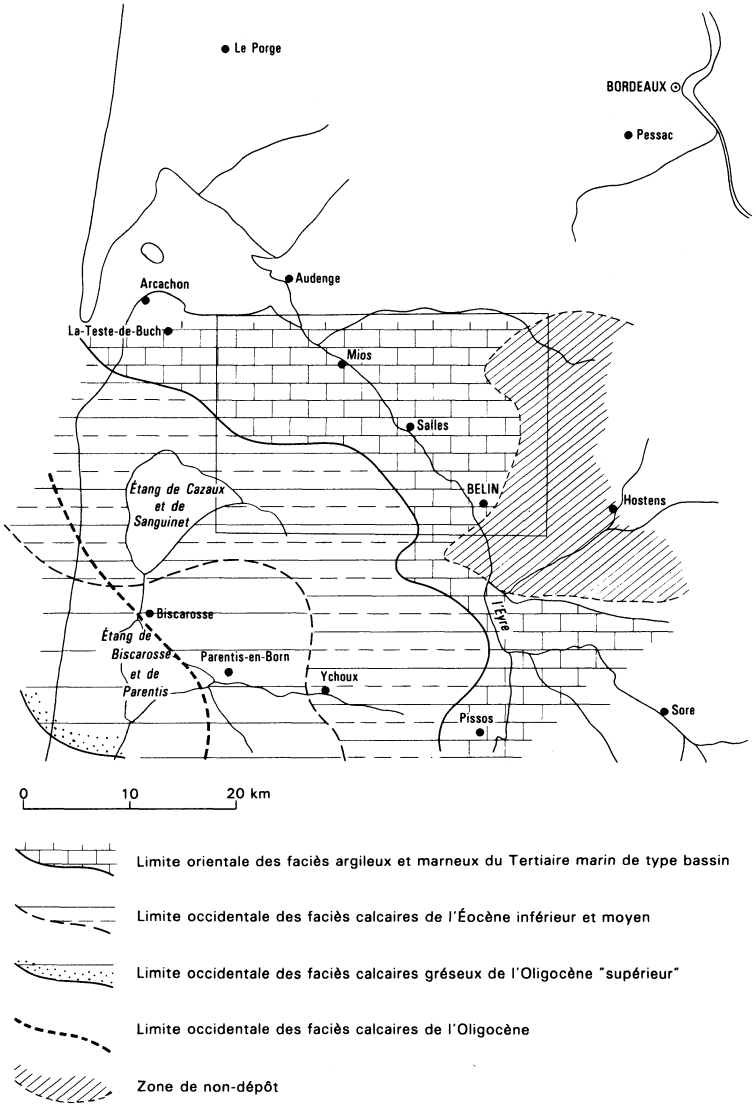 Le Porge
BORDEAUX
Pessac
Arcachon
Audenge
La-Teste-de-Buch
Mios
Salles
Étang de Cazaux
et de
Sanguinet
BELIN
Hostens
l'Eyre
Biscarosse
Étang de
Biscarosse
et de
Parentis
Parentis-en-Born
Ychoux
Pissos
Sore
0 10 20 km
Limite orientale des faciès argileux et marneux du Tertiaire marin de type bassin
Limite occidentale des faciès calcaires de l'Éocène inférieur et moyen
Limite occidentale des faciès calcaires gréseux de l'Oligocène "supérieur"
Limite occidentale des faciès calcaires de l'Oligocène
Zone de non-dépôt